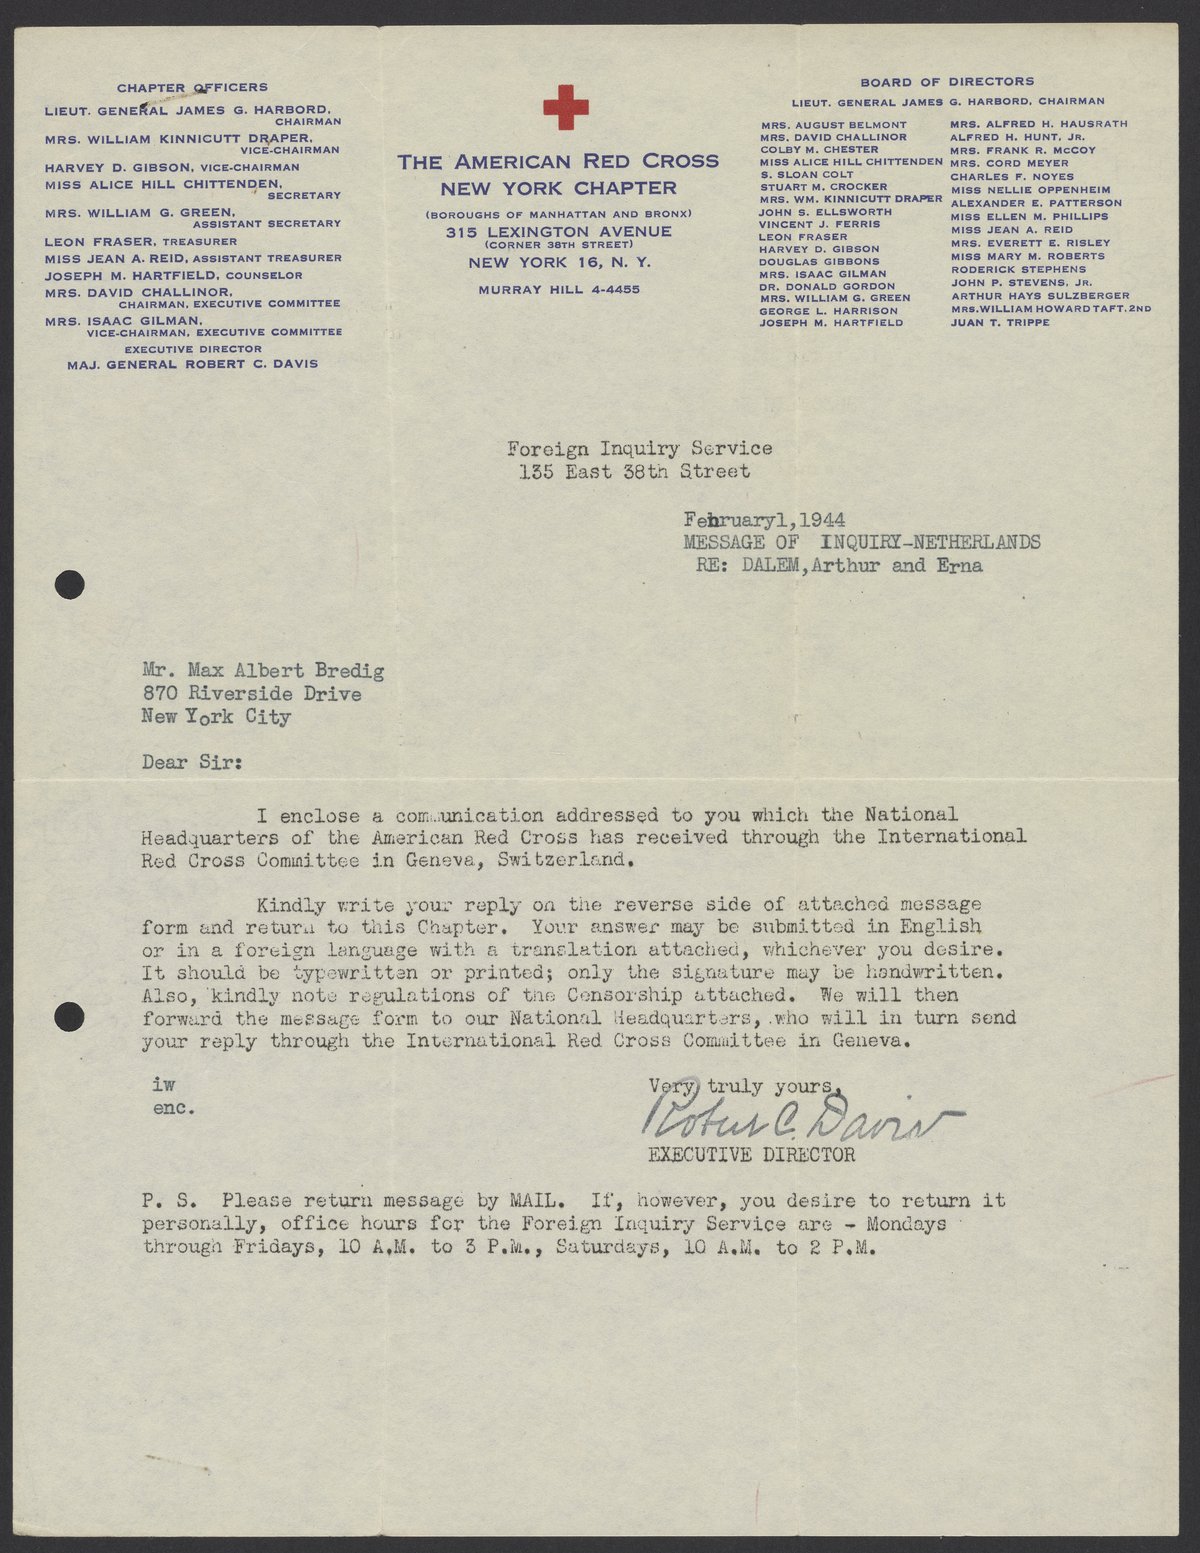 CHAPTER OFFICERS
LIEUT. GENERAL JAMES G. HARBORD,
CHAIRMAN
MRS. WILLIAM KINNICUTT DRAPER,
VICE-CHAIRMAN
HARVEY D. GIBSON, VICE-CHAIRMAN
MISS ALICE HILL CHITTENDEN,
SECRETARY
MRS. WILLIAM G. GREEN,
ASSISTANT SECRETARY
LEON FRASER, TREASURER
MISS JEAN A. REID, ASSISTANT TREASURER
JOSEPH M. HARTFIELD, COUNSELOR
MRS. DAVID CHALLINOR,
CHAIRMAN, EXECUTIVE COMMITTEE
MRS. ISAAC GILMAN,
VICE-CHAIRMAN, EXECUTIVE COMMITTEE
EXECUTIVE DIRECTOR
MAJ. GENERAL ROBERT C. DAVIS
THE AMERICAN RED CROSS
NEW YORK CHAPTER
(BOROUGHS OF MANHATTAN AND BRONX)
315 LEXINGTON AVENUE
(CORNER 38TH STREET)
NEW YORK 16, N. Y.
MURRAY HILL 4-4455
BOARD OF DIRECTORS
LIEUT. GENERAL JAMES G. HARBORD, CHAIRMAN
MRS. AUGUST BELMONT
MRS. DAVID CHALLINOR
COLBY M. CHESTER
MISS ALICE HILL CHITTENDEN
S. SLOAN COLT
STUART M. CROCKER
MRS. WM. KINNICUTT DRAPER
JOHN S. ELLSWORTH
VINCENT J. FERRIS
LEON FRASER
HARVEY D. GIBSON
DOUGLAS GIBBONS
MRS. ISAAC GILMAN
DR. DONALD GORDON
MRS. WILLIAM G. GREEN
GEORGE L. HARRISON
JOSEPH M. HARTFIELD
MRS. ALFRED H. HAUSRATH
ALFRED H. HUNT, JR.
MRS. FRANK R. McCOY
MRS. CORD MEYER
CHARLES F. NOYES
MISS NELLIE OPPENHEIM
ALEXANDER E. PATTERSON
MISS ELLEN M. PHILLIPS
MISS JEAN A. REID
MRS. EVERETT E. RISLEY
MISS MARY M. ROBERTS
RODERICK STEPHENS
JOHN P. STEVENS, JR.
ARTHUR HAYS SULZBERGER
MRS. WILLIAM HOWARD TAFT, 2ND
JUAN T. TRIPPE
Foreign Inquiry Service
135 East 38th Street
February1,1944
MESSAGE OF INQUIRY-NETHERLANDS
RE: DALEM,Arthur and Erna
Mr. Max Albert Bredig
870 Riverside Drive
New York City
Dear Sir:
I enclose a communication addressed to you which the National
Headquarters of the American Red Cross has received through the International
Red Cross Committee in Geneva, Switzerland.
Kindly write your reply on the reverse side of attached message
form and return to this Chapter. Your answer may be submitted in English
or in a foreign language with a translation attached, whichever you desire.
It should be typewritten or printed; only the signature may be handwritten.
Also, kindly note regulations of the Censorship attached. We will then
forward the message form to our National Headquarters, who will in turn send
your reply through the International Red Cross Committee in Geneva.
iw
enc.
Very truly yours,
Robert C. Davis
EXECUTIVE DIRECTOR
P. S. Please return message by MAIL. If, however, you desire to return it
personally, office hours for the Foreign Inquiry Service are - Mondays
through Fridays, 10 A.M. to 3 P.M., Saturdays, 10 A.M. to 2 P.M.